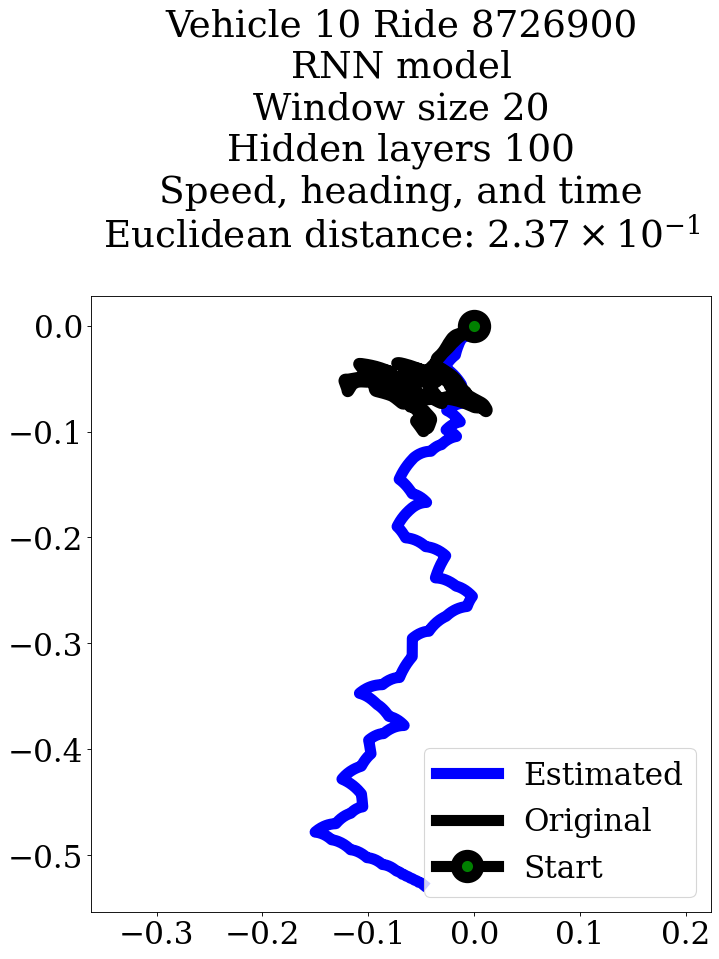 Vehicle 10 Ride 8726900
RNN model
Window size 20
Hidden layers 100
Speed, heading, and time
Euclidean distance: 2.37 × 10⁻¹
0.0
−0.1
−0.2
−0.3
−0.4
−0.5
Estimated
Original
Start
−0.3 −0.2 −0.1 0.0 0.1 0.2